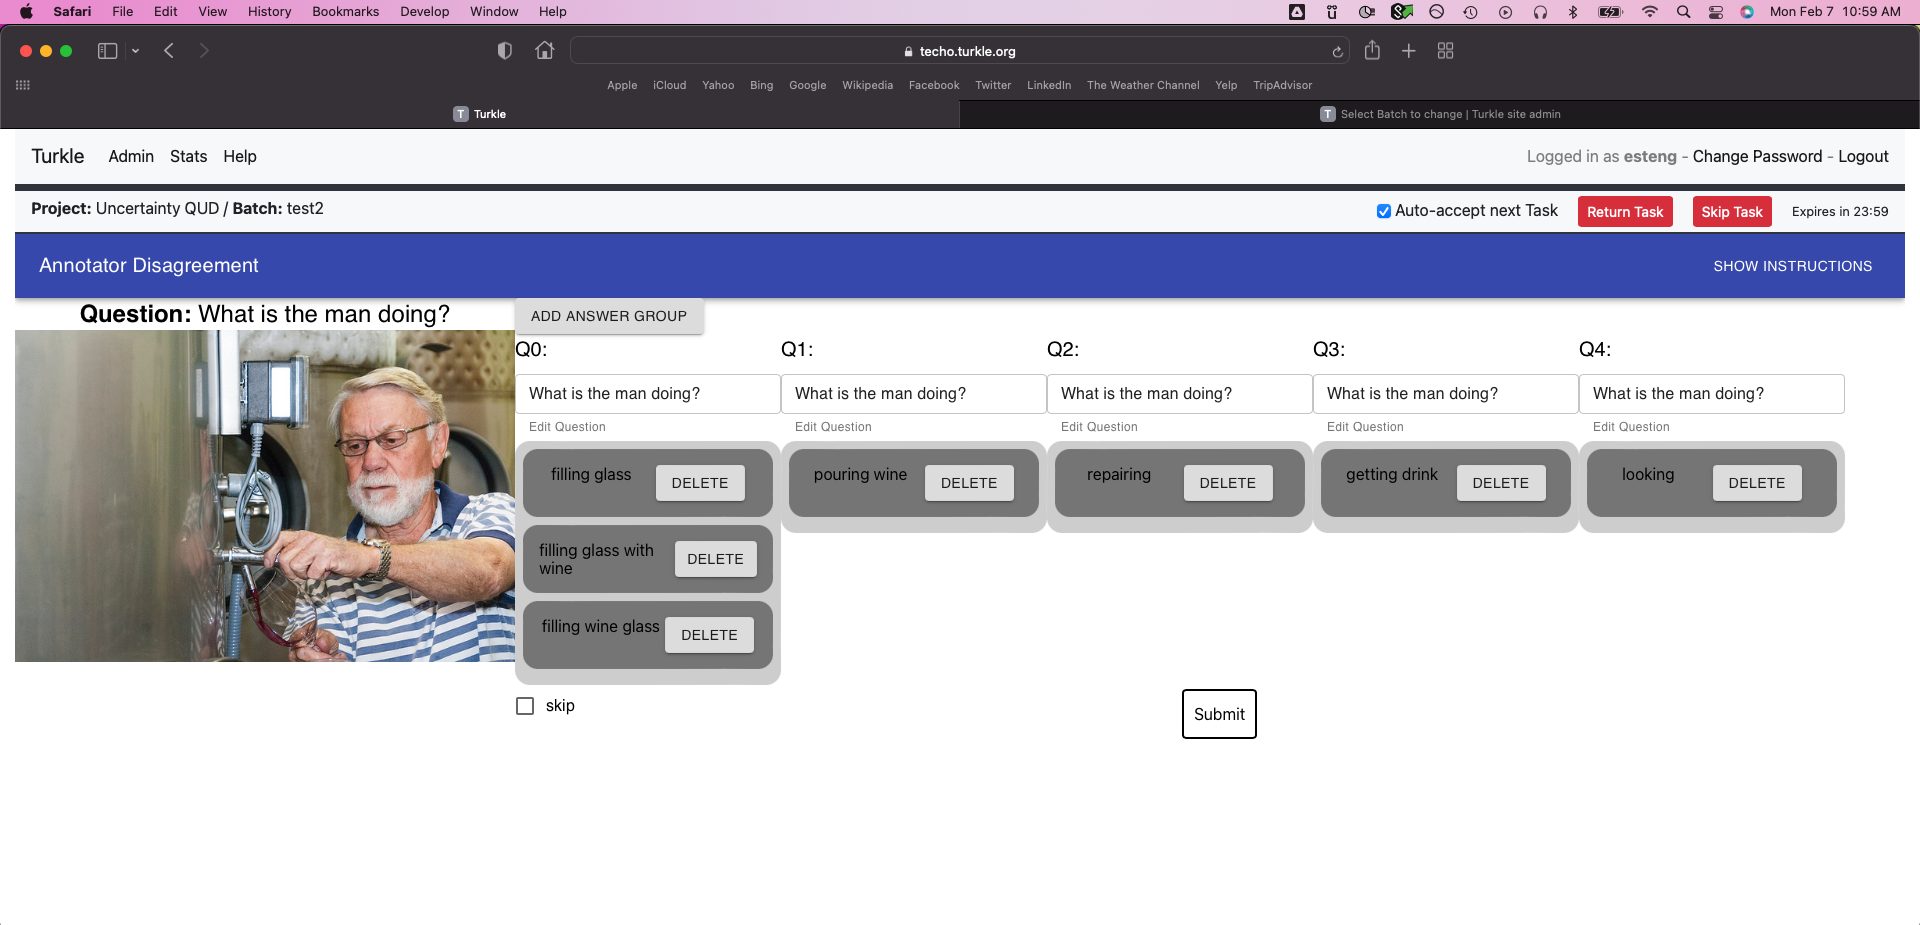 Safari File Edit View History Bookmarks Develop Window Help Mon Feb 7 10:59 AM
techo.turkle.org
Apple iCloud Yahoo Bing Google Wikipedia Facebook Twitter LinkedIn The Weather Channel Yelp TripAdvisor
T Turkle T Select Batch to change | Turkle site admin
Turkle Admin Stats Help Logged in as esteng - Change Password - Logout
Project: Uncertainty QUD / Batch: test2 Auto-accept next Task Return Task Skip Task Expires in 23:59
Annotator Disagreement SHOW INSTRUCTIONS
Question: What is the man doing? ADD ANSWER GROUP
Q0: Q1: Q2: Q3: Q4:
What is the man doing? What is the man doing? What is the man doing? What is the man doing? What is the man doing?
Edit Question Edit Question Edit Question Edit Question Edit Question
filling glass DELETE pouring wine DELETE repairing DELETE getting drink DELETE looking DELETE
filling glass with
wine DELETE
filling wine glass DELETE
skip Submit